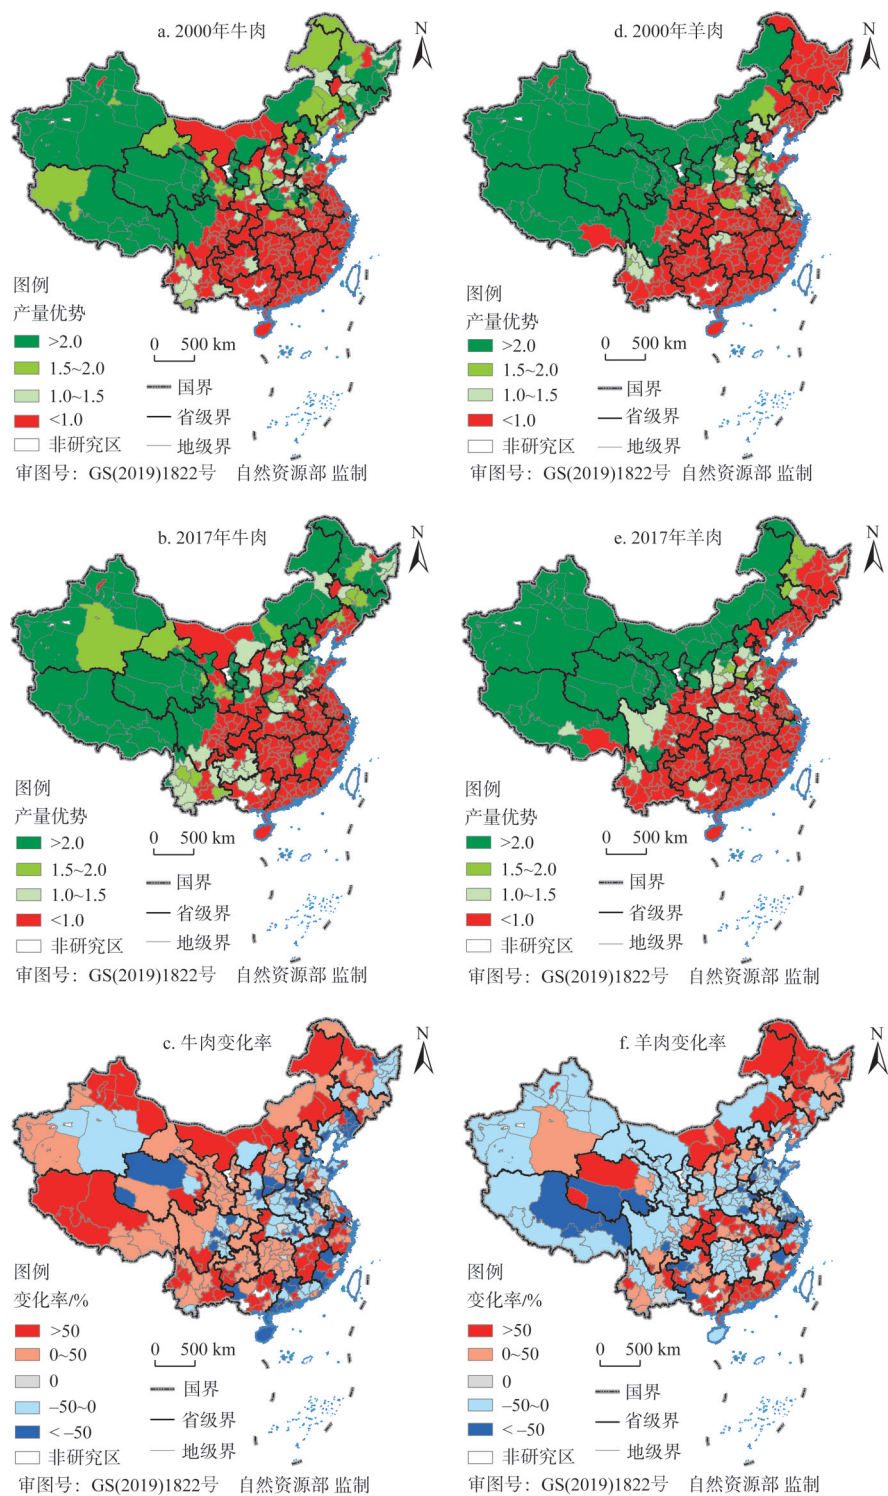 a. 2000年牛肉
N
图例
产量优势
>2.0
1.5~2.0
1.0~1.5
<1.0
非研究区
0 500 km
国界
省级界
地级界
审图号：GS(2019)1822号 自然资源部 监制
d. 2000年羊肉
N
图例
产量优势
>2.0
1.5~2.0
1.0~1.5
<1.0
非研究区
0 500 km
国界
省级界
地级界
审图号：GS(2019)1822号 自然资源部 监制
b. 2017年牛肉
N
图例
产量优势
>2.0
1.5~2.0
1.0~1.5
<1.0
非研究区
0 500 km
国界
省级界
地级界
审图号：GS(2019)1822号 自然资源部 监制
e. 2017年羊肉
N
图例
产量优势
>2.0
1.5~2.0
1.0~1.5
<1.0
非研究区
0 500 km
国界
省级界
地级界
审图号：GS(2019)1822号 自然资源部 监制
c. 牛肉变化率
N
图例
变化率/%
>50
0~50
0
–50~0
< –50
非研究区
0 500 km
国界
省级界
地级界
审图号：GS(2019)1822号 自然资源部 监制
f. 羊肉变化率
N
图例
变化率/%
>50
0~50
0
–50~0
< –50
非研究区
0 500 km
国界
省级界
地级界
审图号：GS(2019)1822号 自然资源部 监制